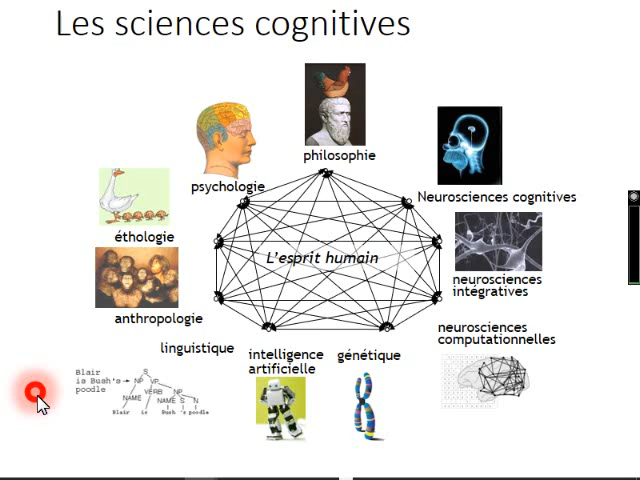 Les sciences cognitives
philosophie
psychologie
Neurosciences cognitives
éthologie
L'esprit humain
neurosciences
intégratives
anthropologie
neurosciences
computationnelles
linguistique
intelligence
artificielle
génétique
Blair
is Bush's
poodle
S
NP VP
VERB NP
NAME NAME S N
Blair is Bush 's poodle